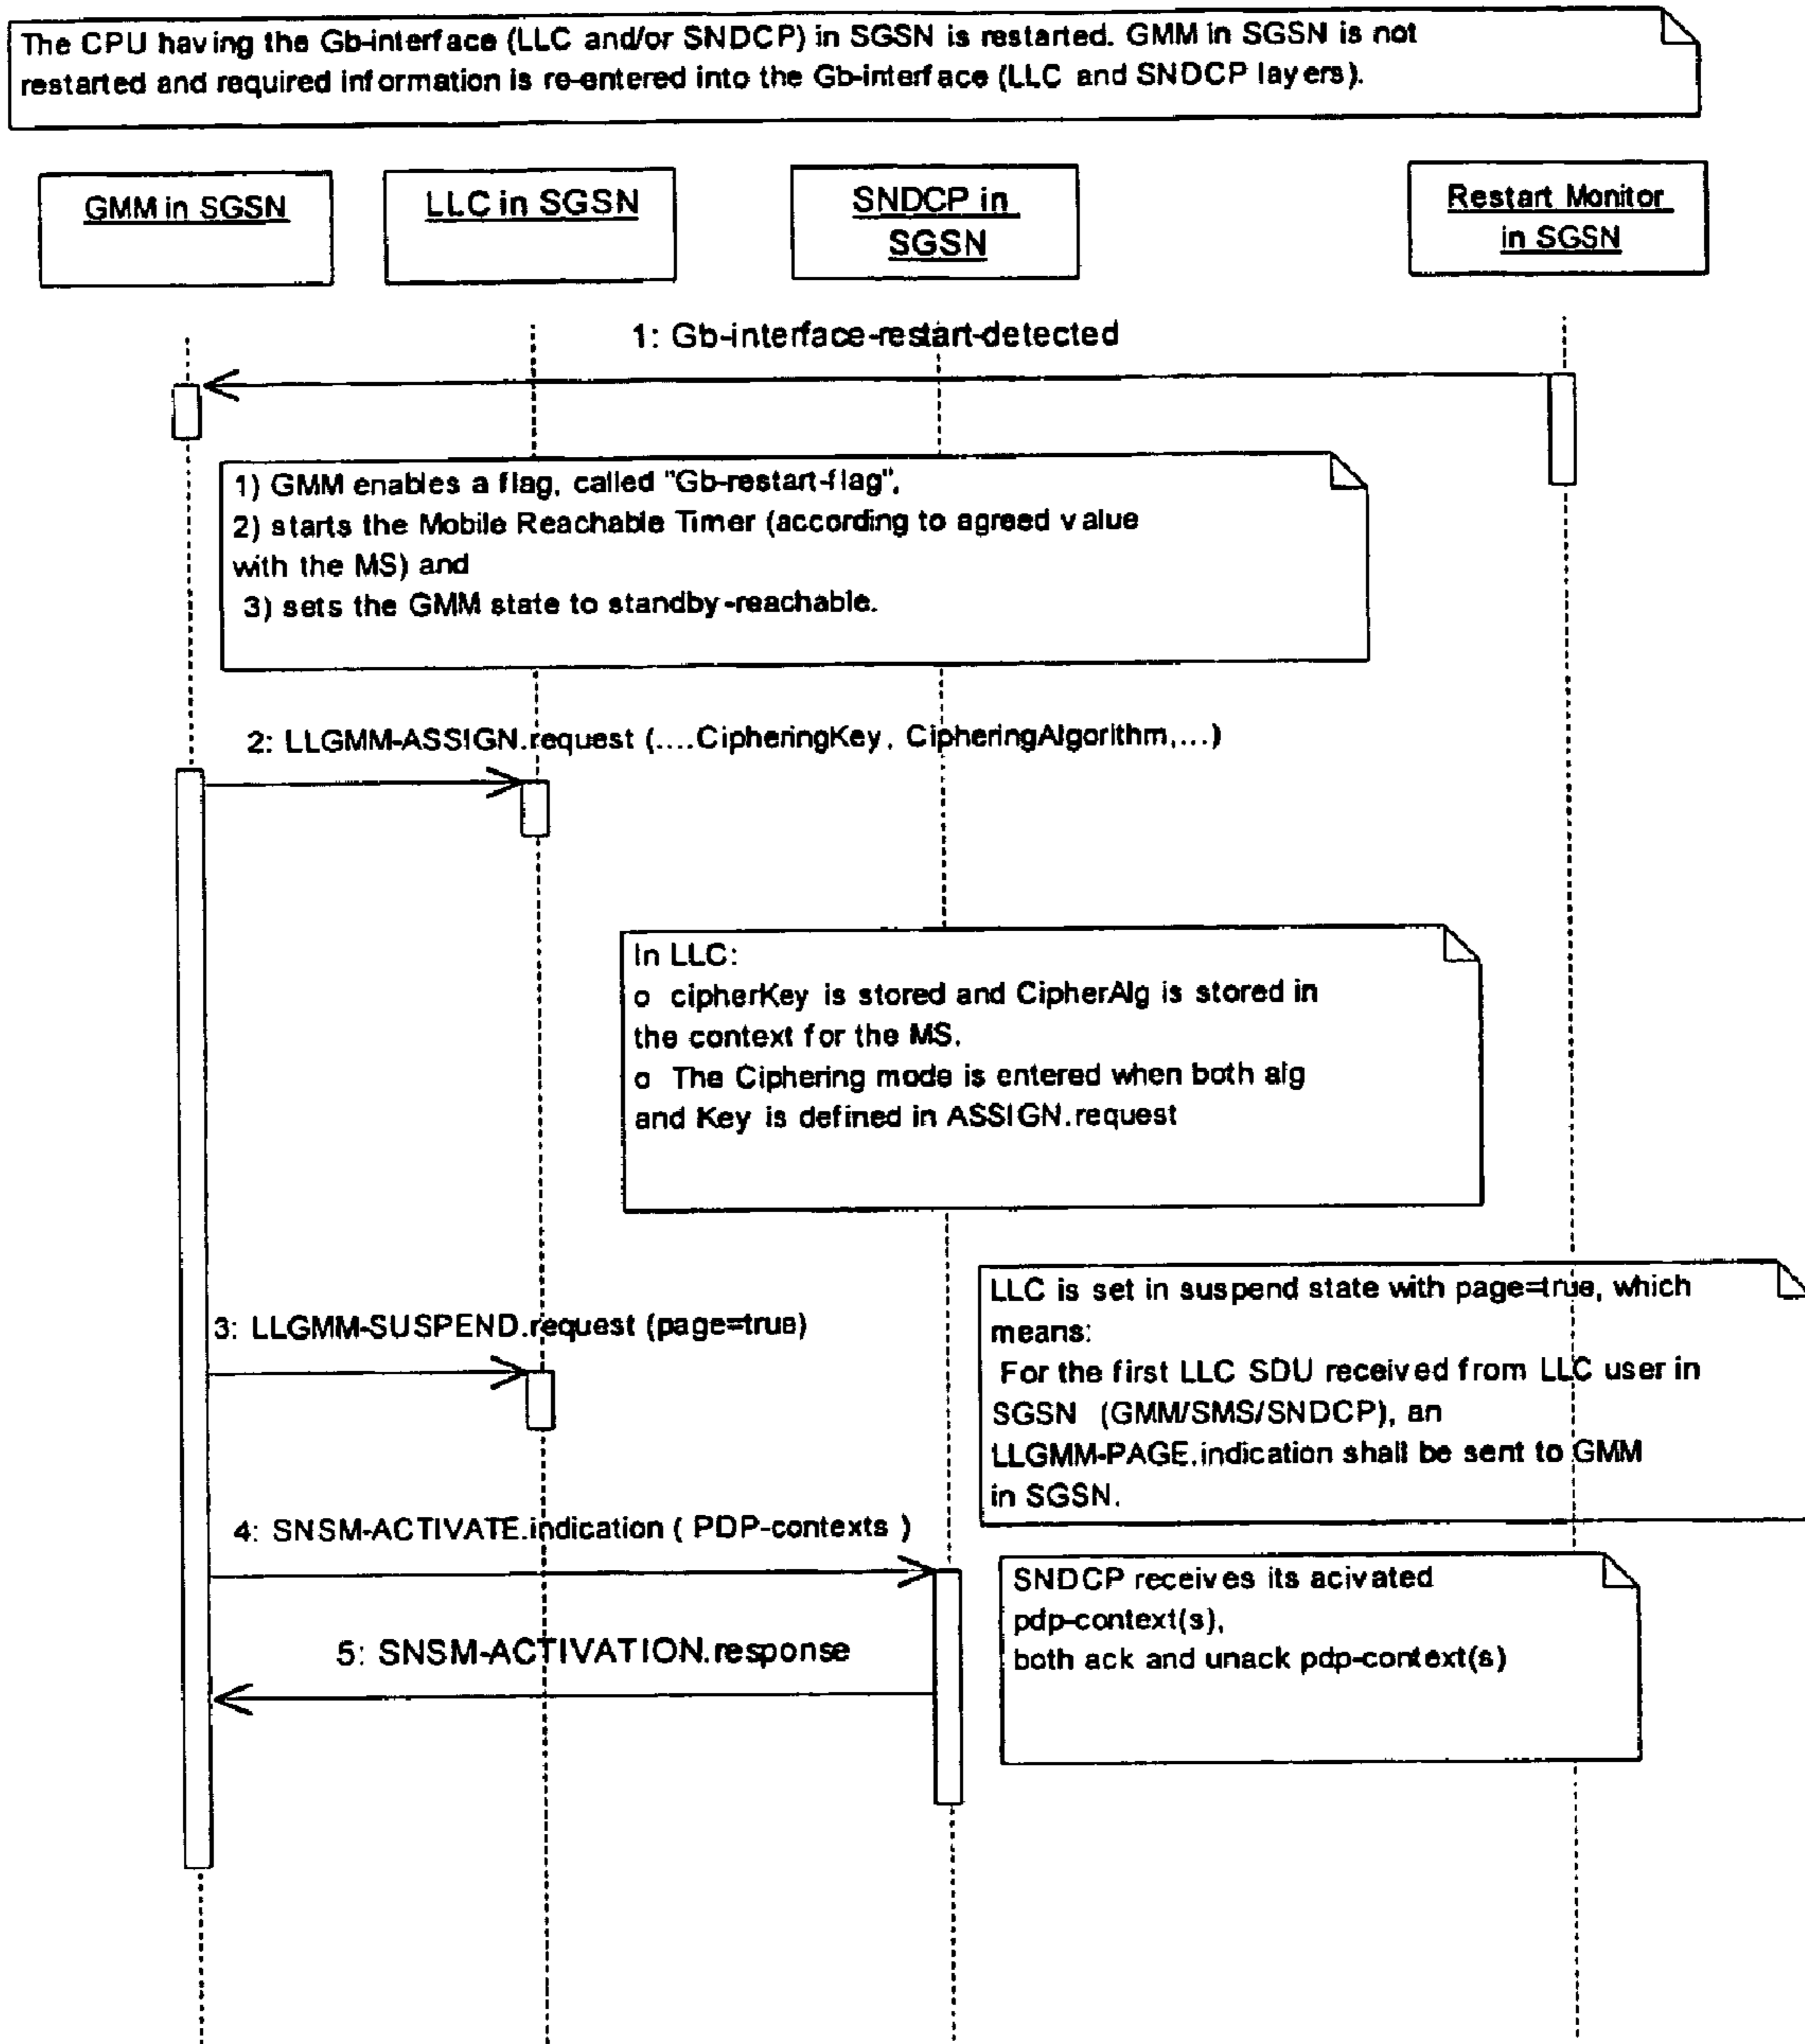 The CPU having the Gb-interface (LLC and/or SNDCP) in SGSN is restarted. GMM in SGSN is not
restarted and required information is re-entered into the Gb-interface (LLC and SNDCP layers).
GMM in SGSN
LLC in SGSN
SNDCP in
SGSN
Restart Monitor
in SGSN
1: Gb-interface-restart-detected
1) GMM enables a flag, called "Gb-restart-flag",
2) starts the Mobile Reachable Timer (according to agreed value
with the MS) and
3) sets the GMM state to standby-reachable.
2: LLGMM-ASSIGN.request (....CipheringKey, CipheringAlgorithm,...)
In LLC:
o cipherKey is stored and CipherAlg is stored in
the context for the MS.
o The Ciphering mode is entered when both alg
and Key is defined in ASSIGN.request
LLC is set in suspend state with page=true, which
means:
For the first LLC SDU received from LLC user in
SGSN (GMM/SMS/SNDCP), an
LLGMM-PAGE.indication shall be sent to GMM
in SGSN.
3: LLGMM-SUSPEND.request (page=true)
4: SNSM-ACTIVATE.indication ( PDP-contexts )
SNDCP receives its acivated
pdp-context(s),
both ack and unack pdp-context(s)
5: SNSM-ACTIVATION.response